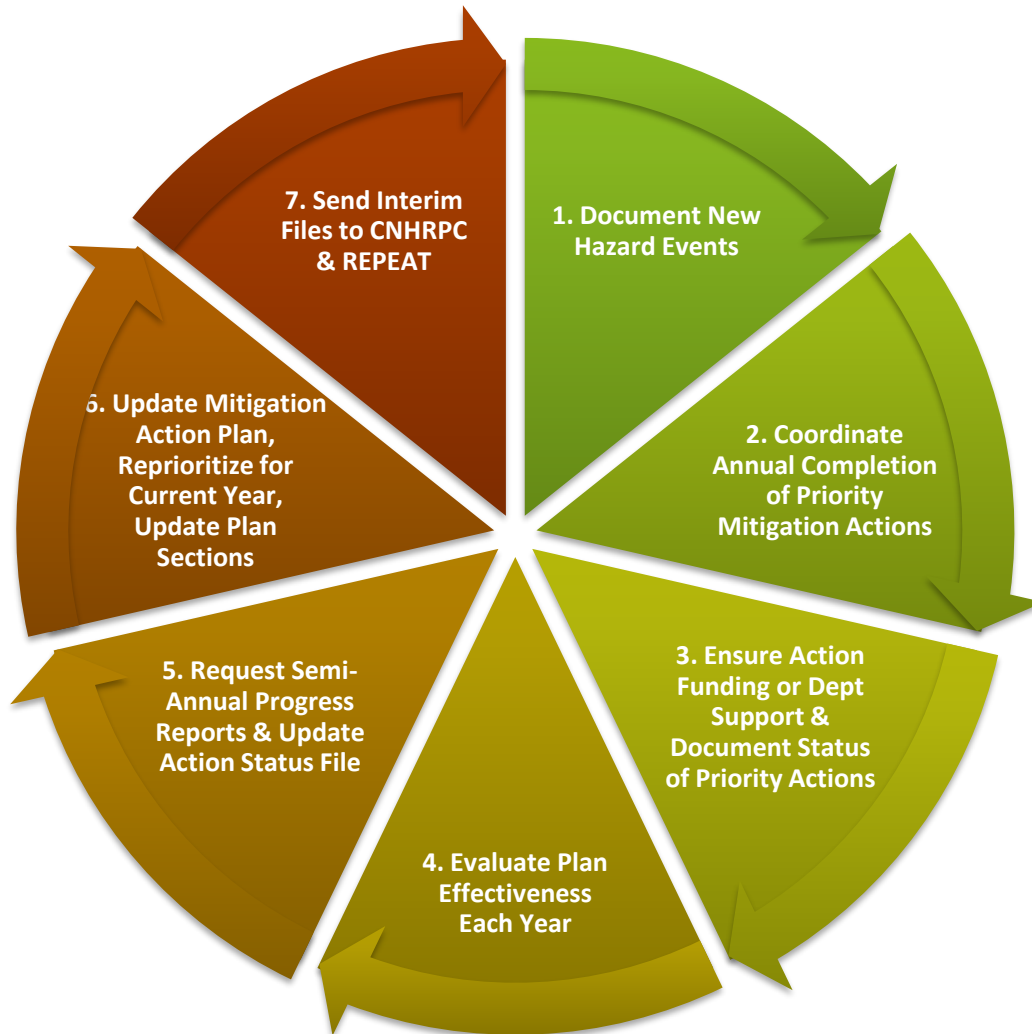 1. Document New
Hazard Events
2. Coordinate
Annual Completion
of Priority
Mitigation Actions
3. Ensure Action
Funding or Dept
Support &
Document Status
of Priority Actions
4. Evaluate Plan
Effectiveness
Each Year
5. Request Semi-
Annual Progress
Reports & Update
Action Status File
6. Update Mitigation
Action Plan,
Reprioritize for
Current Year,
Update Plan
Sections
7. Send Interim
Files to CNHRPC
& REPEAT